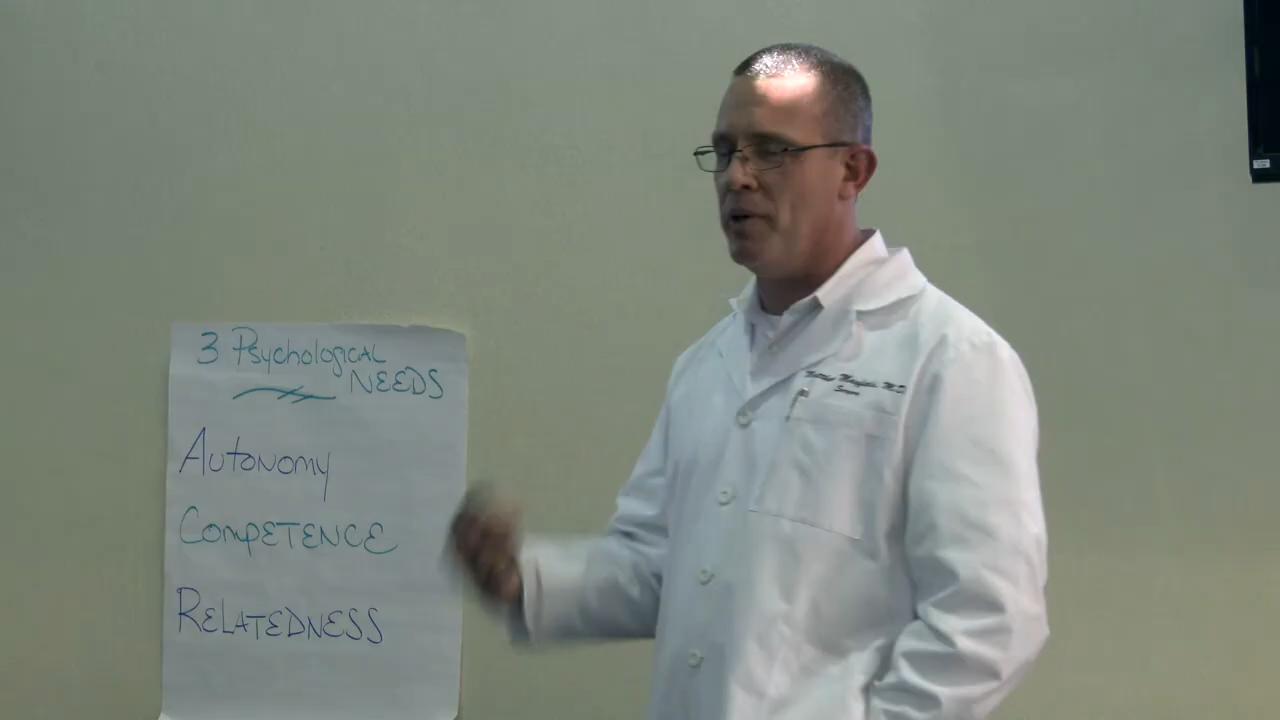 3 Psychological
NEEDS
Autonomy
Competence
Relatedness
M.D.